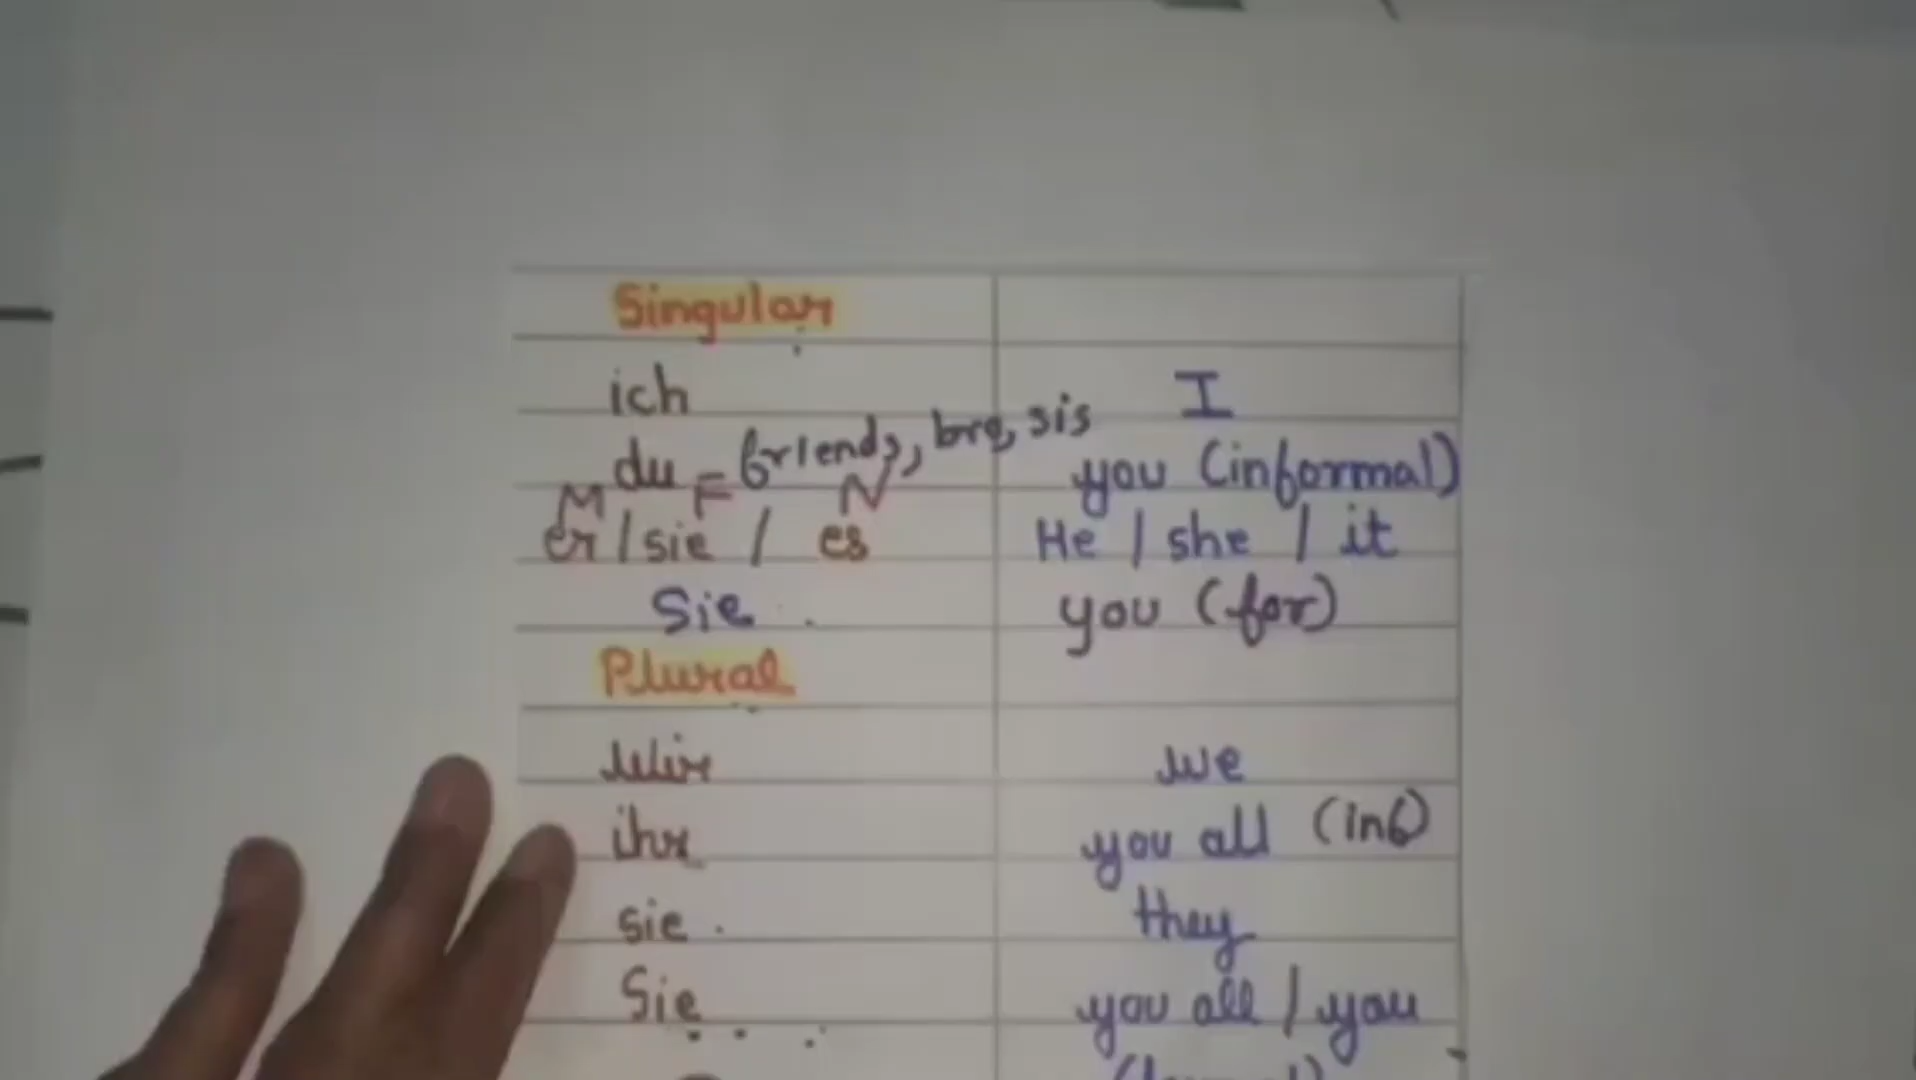 Singular
ich I
du - friends, bro, sis you (informal)
M F N
er / sie / es He / she / it
Sie you (for)
Plural
Wir we
ihr you all (inf)
sie they
Sie you all / you